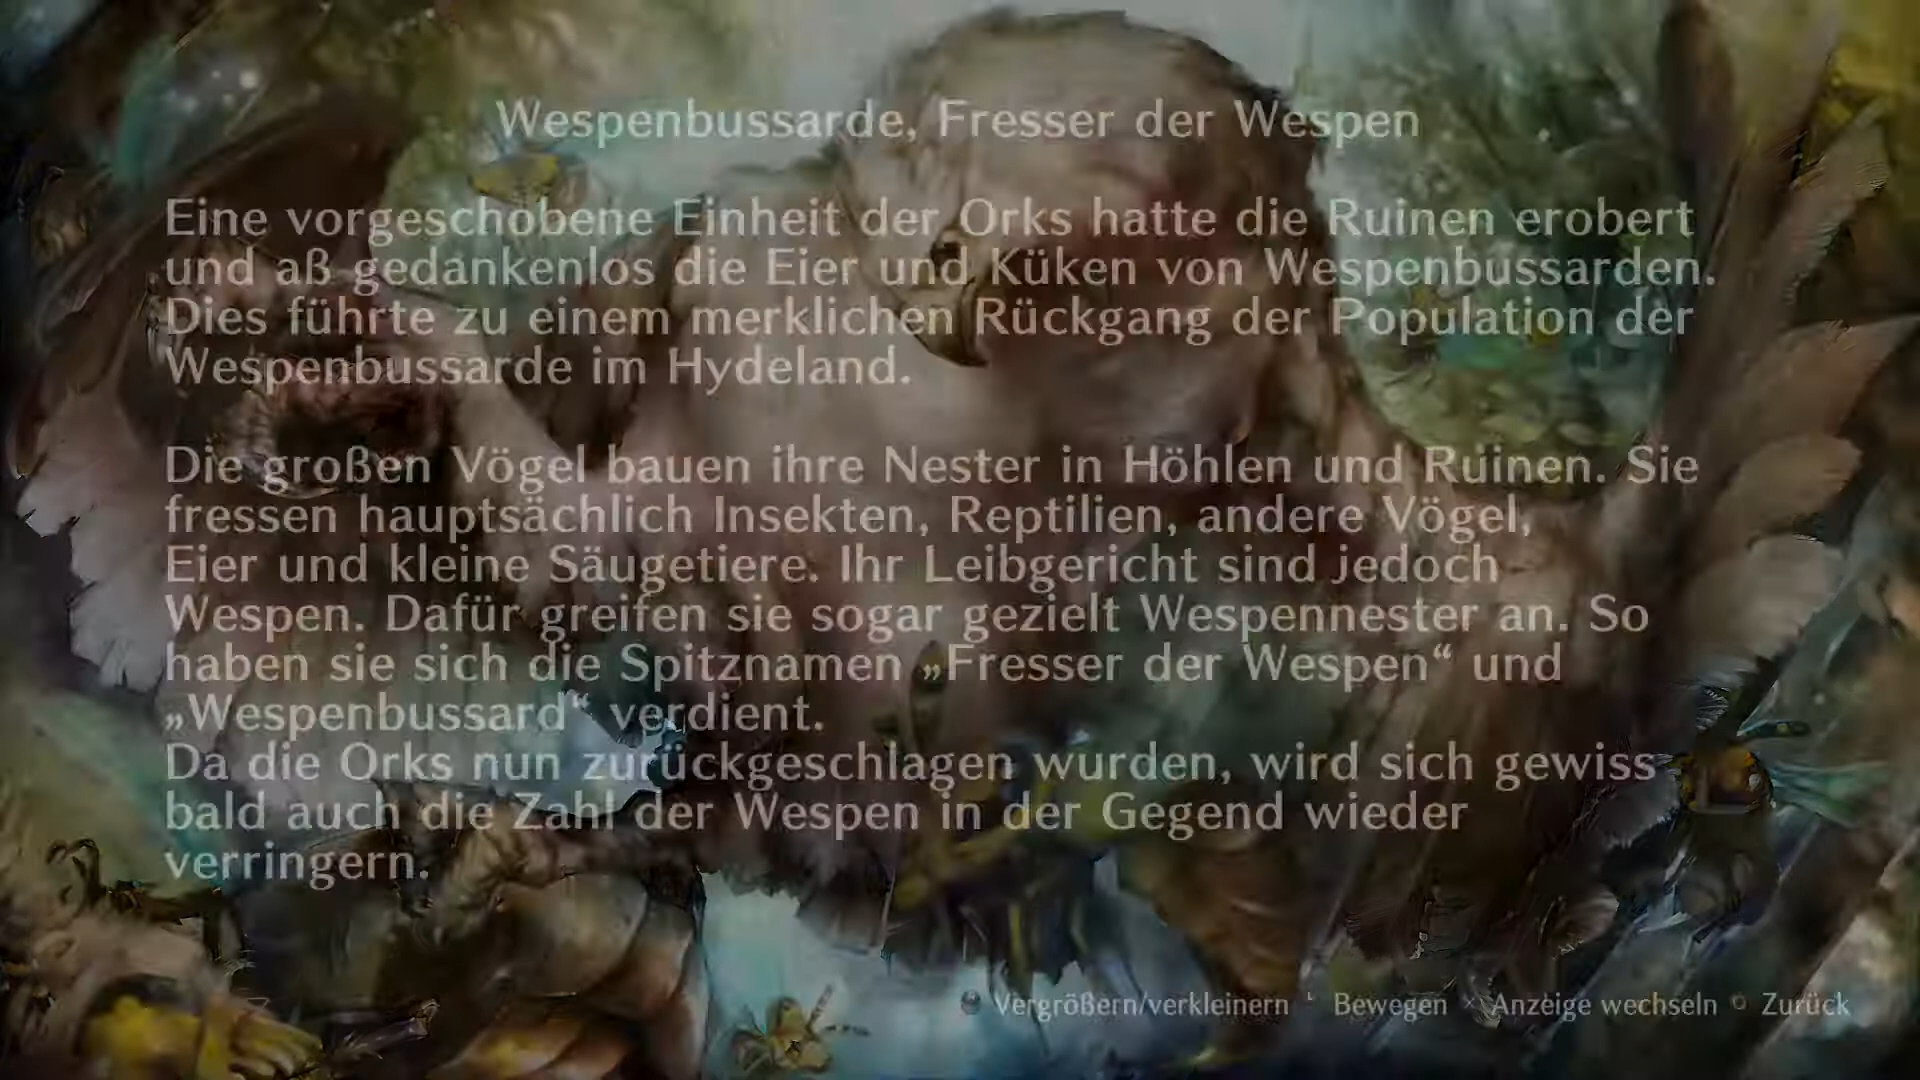 Wespenbussarde, Fresser der Wespen
Eine vorgeschobene Einheit der Orks hatte die Ruinen erobert
und aß gedankenlos die Eier und Küken von Wespenbussarden.
Dies führte zu einem merklichen Rückgang der Population der
Wespenbussarde im Hydeland.
Die großen Vögel bauen ihre Nester in Höhlen und Ruinen. Sie
fressen hauptsächlich Insekten, Reptilien, andere Vögel,
Eier und kleine Säugetiere. Ihr Leibgericht sind jedoch
Wespen. Dafür greifen sie sogar gezielt Wespennester an. So
haben sie sich die Spitznamen „Fresser der Wespen“ und
„Wespenbussard“ verdient.
Da die Orks nun zurückgeschlagen wurden, wird sich gewiss
bald auch die Zahl der Wespen in der Gegend wieder
verringern.
Vergrößern/verkleinern Bewegen Anzeige wechseln Zurück